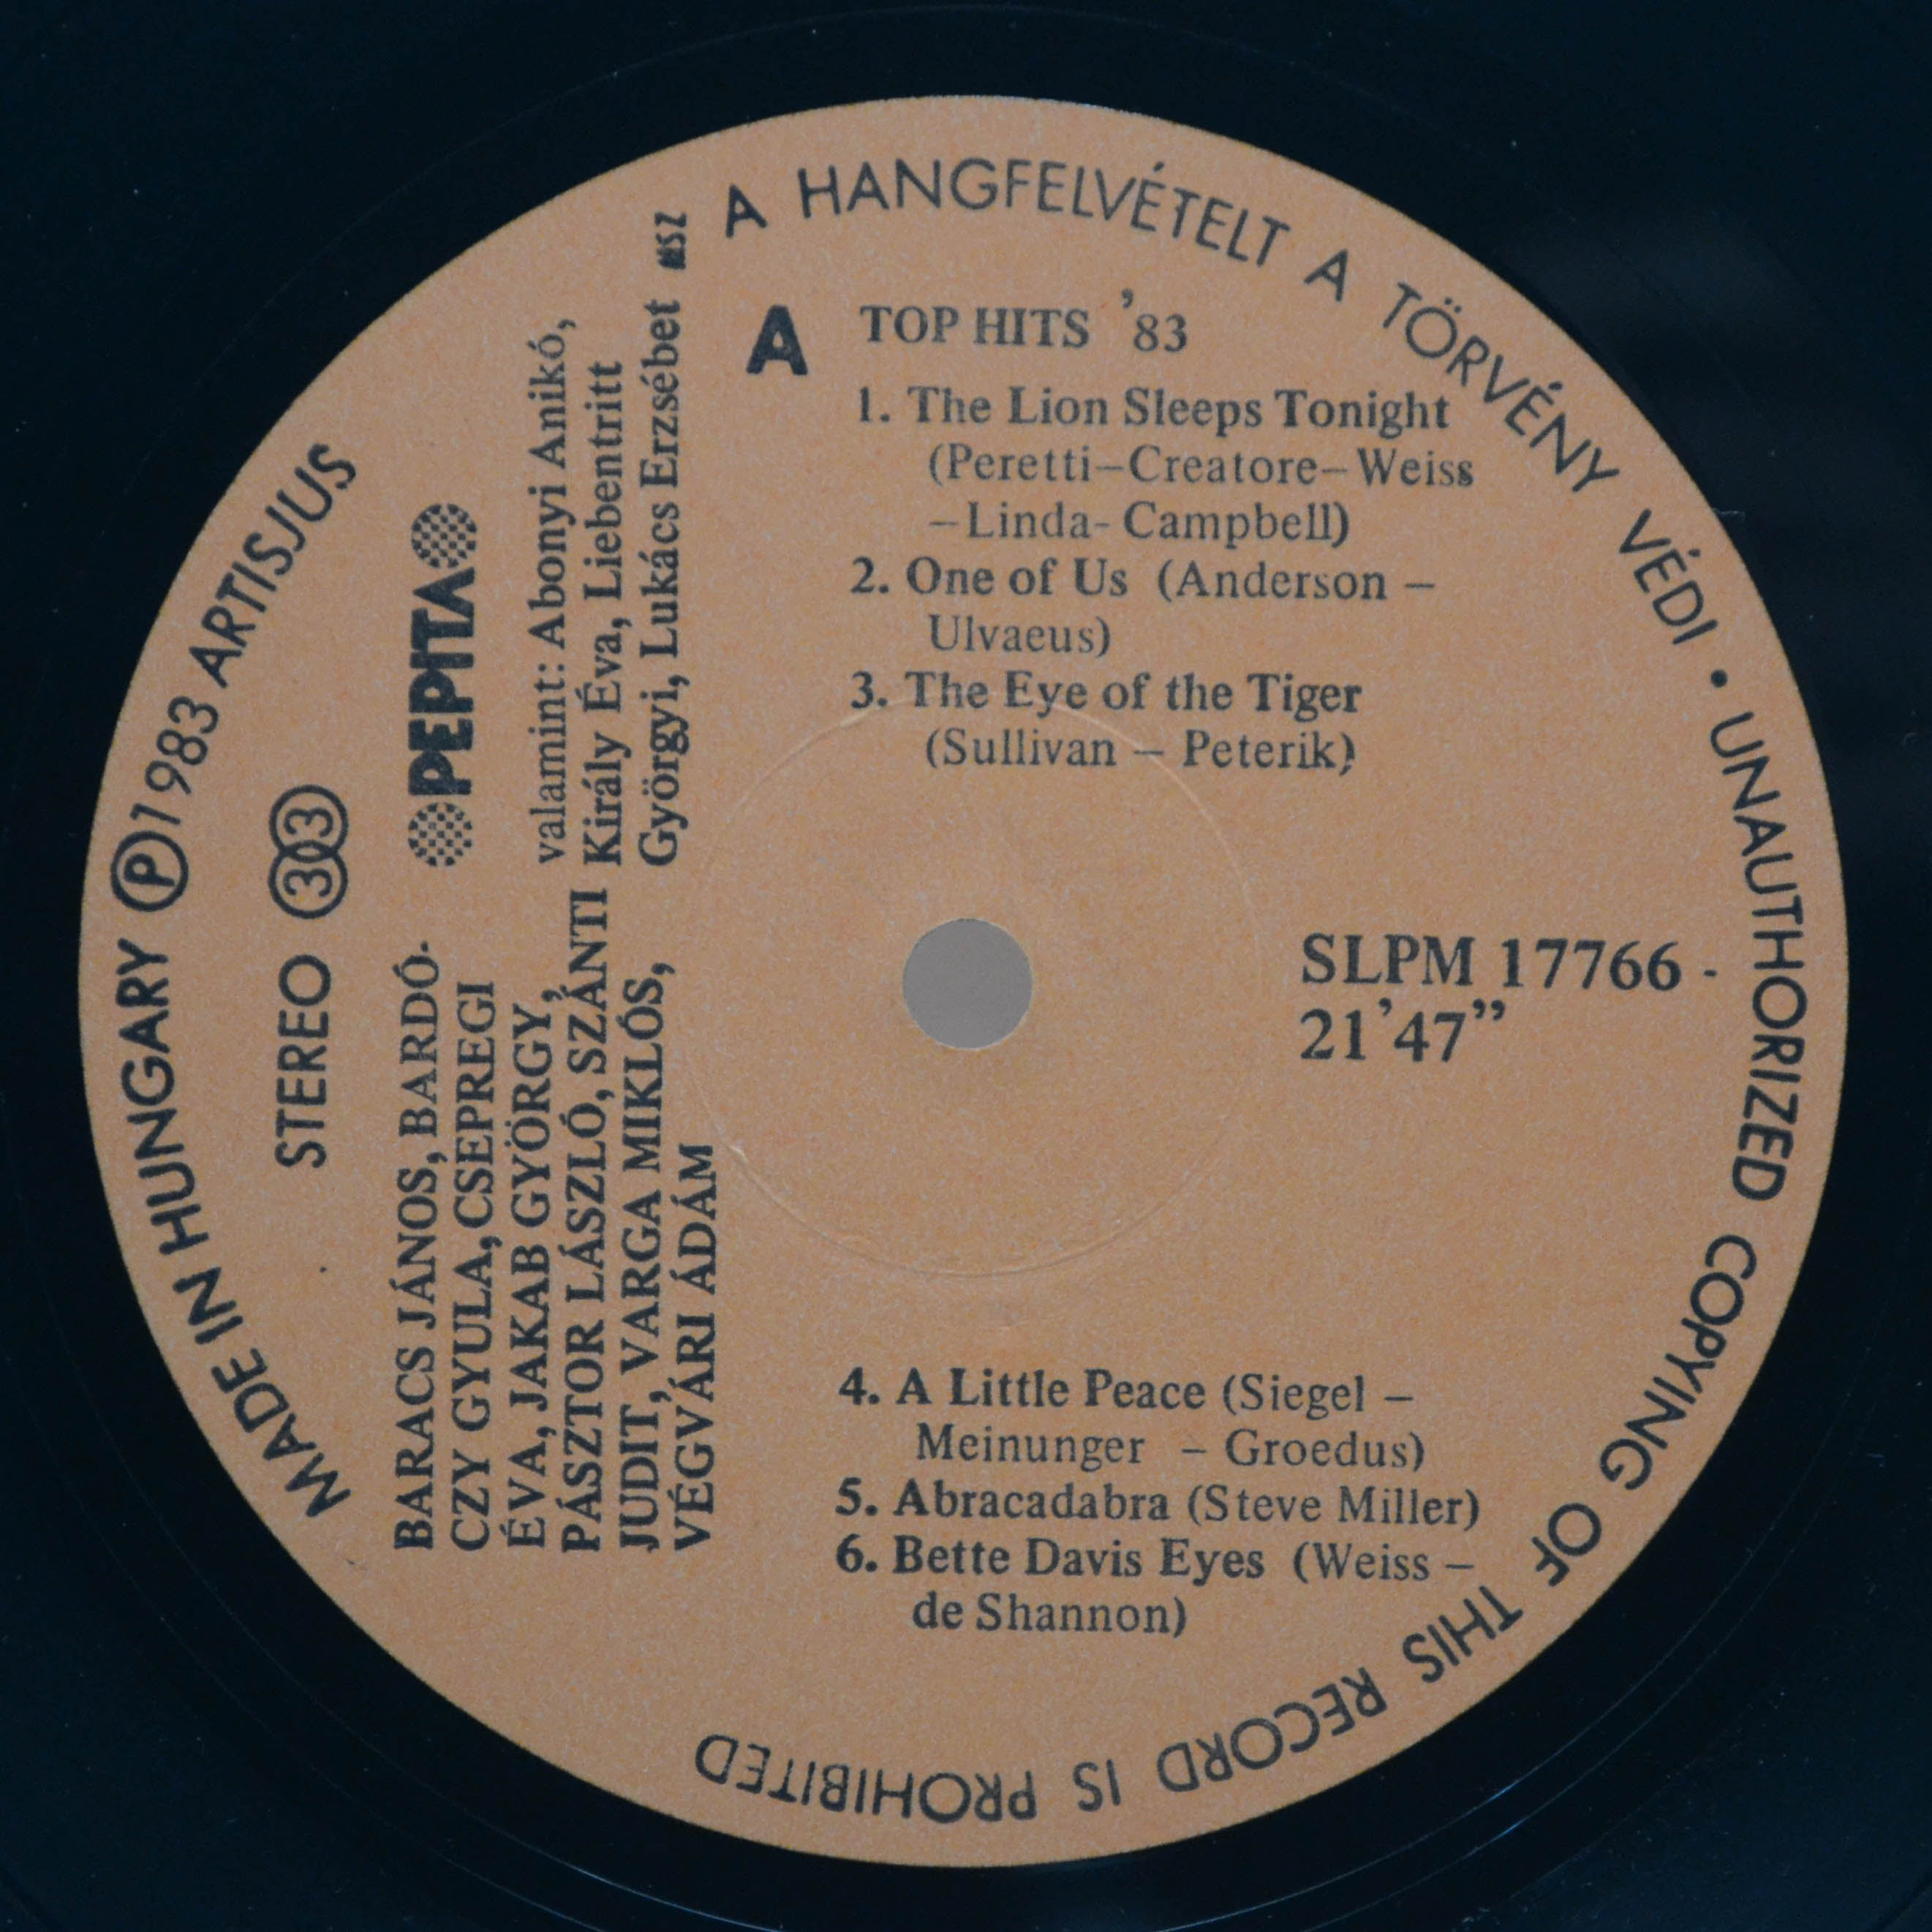 A HANGFELVÉTELT A TÖRVÉNY VÉDI • UNAUTHORIZED COPYING OF THIS RECORD IS PROHIBITED
MADE IN HUNGARY Ⓟ1983 ARTISJUS
STEREO 303
PEPITA
BARACS JÁNOS, BARDÓ-
CZY GYULA, CSEPREGI
ÉVA, JAKAB GYÖRGY,
PÁSZTOR LÁSZLÓ, SZÁNTI
JUDIT, VARGA MIKLÓS,
VÉGVÁRI ÁDÁM
valamint: Abonyi Anikó,
Király Éva, Liebentritt
Györgyi, Lukács Erzsébet
A TOP HITS '83
1. The Lion Sleeps Tonight
(Peretti–Creatore–Weiss
–Linda- Campbell)
2. One of Us (Anderson –
Ulvaeus)
3. The Eye of the Tiger
(Sullivan – Peterik)
SLPM 17766 -
21'47”
4. A Little Peace (Siegel –
Meinunger – Groedus)
5. Abracadabra (Steve Miller)
6. Bette Davis Eyes (Weiss –
de Shannon)